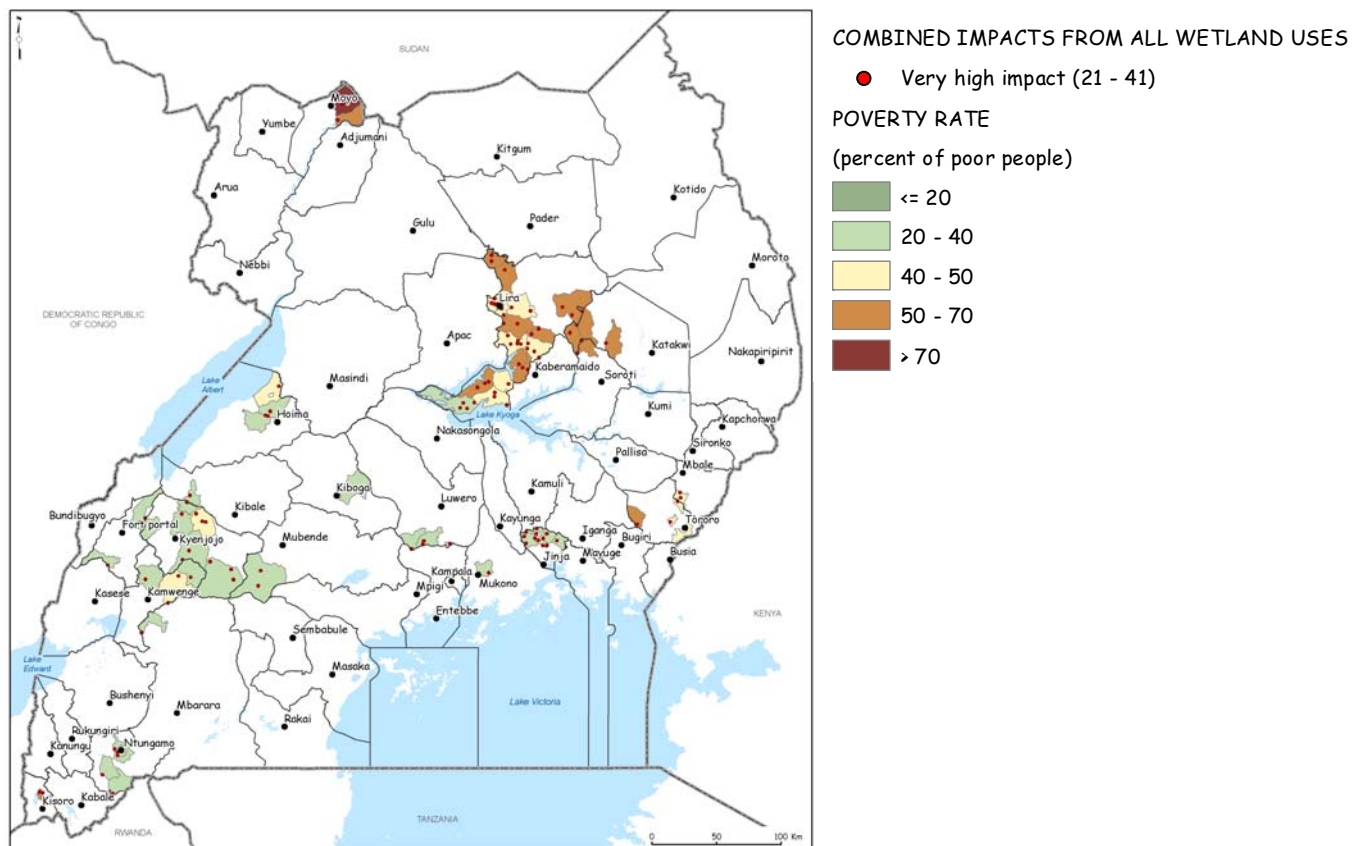 N
SUDAN
Moyo
Yumbe
Adjumani
Kitgum
Arua
Kotido
Gulu
Pader
Nebbi
Moroto
DEMOCRATIC REPUBLIC
OF CONGO
Lira
Apac
Katakwi
Nakapiripirit
Lake
Albert
Masindi
Kaberamaido
Soroti
Hoima
Lake Kyoga
Kumi
Kapchorwa
Nakasongola
Sironko
Pallisa
Mbale
Kiboga
Kamuli
Luwero
Bundibugyo
Kibale
Fort portal
Kayunga
Tororo
Kyenjojo
Mubende
Iganga
Bugiri
Jinja
Mayuge
Busia
Kampala
Mukono
Kasese
Kamwenge
Mpigi
Entebbe
KENYA
Sembabule
Lake
Edward
Masaka
Bushenyi
Mbarara
Lake Victoria
Rakai
Rukungiri
Kanungu
Ntungamo
Kisoro
Kabale
RWANDA
TANZANIA
0 50 100 Km
COMBINED IMPACTS FROM ALL WETLAND USES
Very high impact (21 - 41)
POVERTY RATE
(percent of poor people)
<= 20
20 - 40
40 - 50
50 - 70
> 70